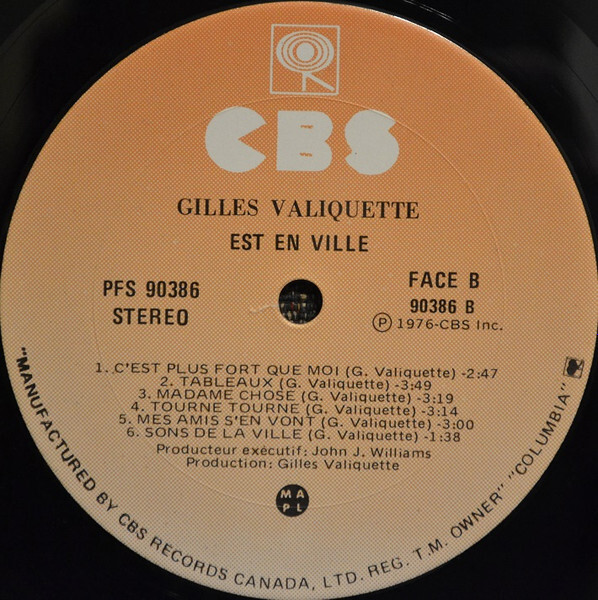 CBS
GILLES VALIQUETTE
EST EN VILLE
PFS 90386
STEREO
FACE B
90386 B
Ⓟ 1976-CBS Inc.
1. C'EST PLUS FORT QUE MOI (G. Valiquette) -2:47
2. TABLEAUX (G. Valiquette) -3:49
3. MADAME CHOSE (G. Valiquette) -3:19
4. TOURNE TOURNE (G. Valiquette) -3:14
5. MES AMIS S'EN VONT (G. Valiquette) -3:00
6. SONS DE LA VILLE (G. Valiquette) -1:38
Producteur exécutif: John J. Williams
Production: Gilles Valiquette
M A
P L
"MANUFACTURED BY CBS RECORDS CANADA, LTD. REG. T.M. OWNER" "COLUMBIA"